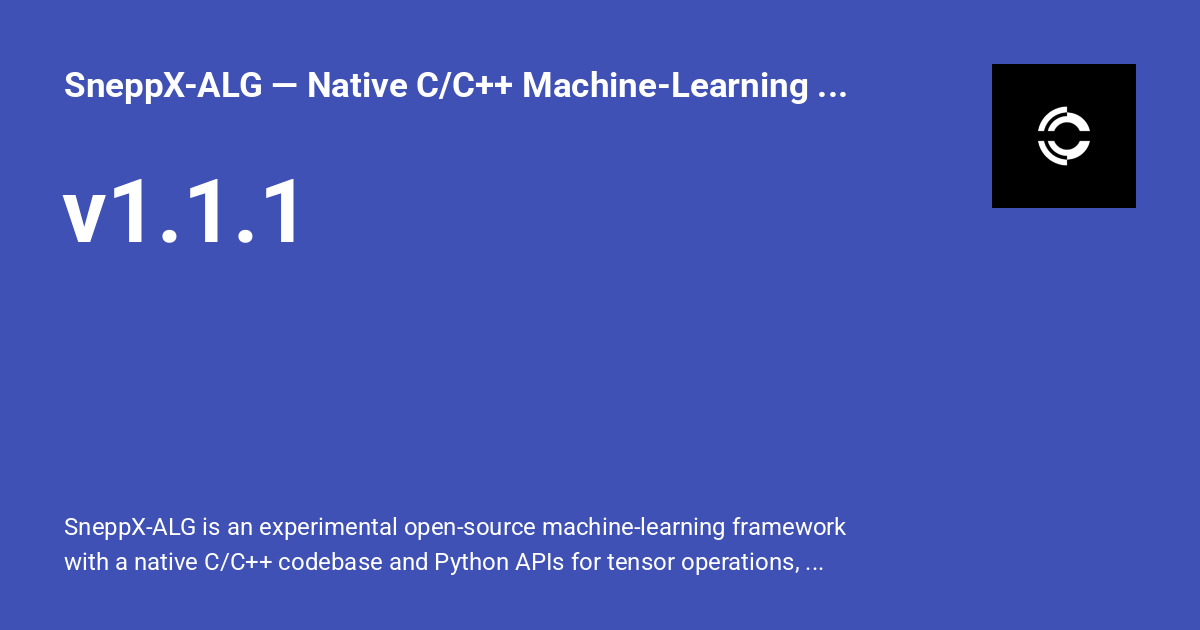 SneppX-ALG — Native C/C++ Machine-Learning ...
v1.1.1
SneppX-ALG is an experimental open-source machine-learning framework
with a native C/C++ codebase and Python APIs for tensor operations, ...